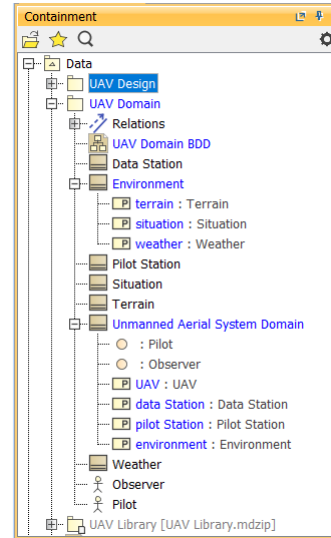 Containment
Data
UAV Design
UAV Domain
Relations
UAV Domain BDD
Data Station
Environment
P terrain : Terrain
P situation : Situation
P weather : Weather
Pilot Station
Situation
Terrain
Unmanned Aerial System Domain
: Pilot
: Observer
P UAV : UAV
P data Station : Data Station
P pilot Station : Pilot Station
P environment : Environment
Weather
Observer
Pilot
UAV Library [UAV Library.mdzip]